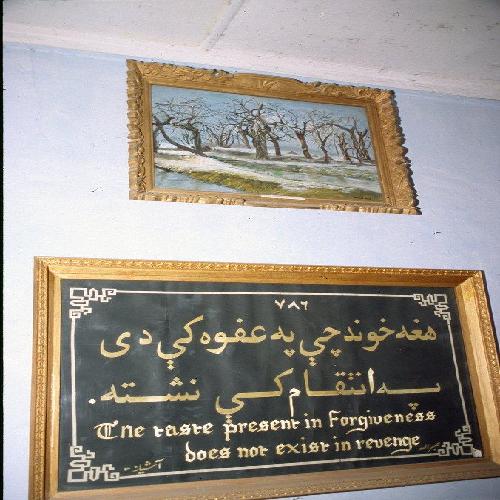 ٧٨٦
هغه خوند چې په عفوه کې دی
په انتقام کې نشته.
The taste present in Forgiveness
does not exist in revenge